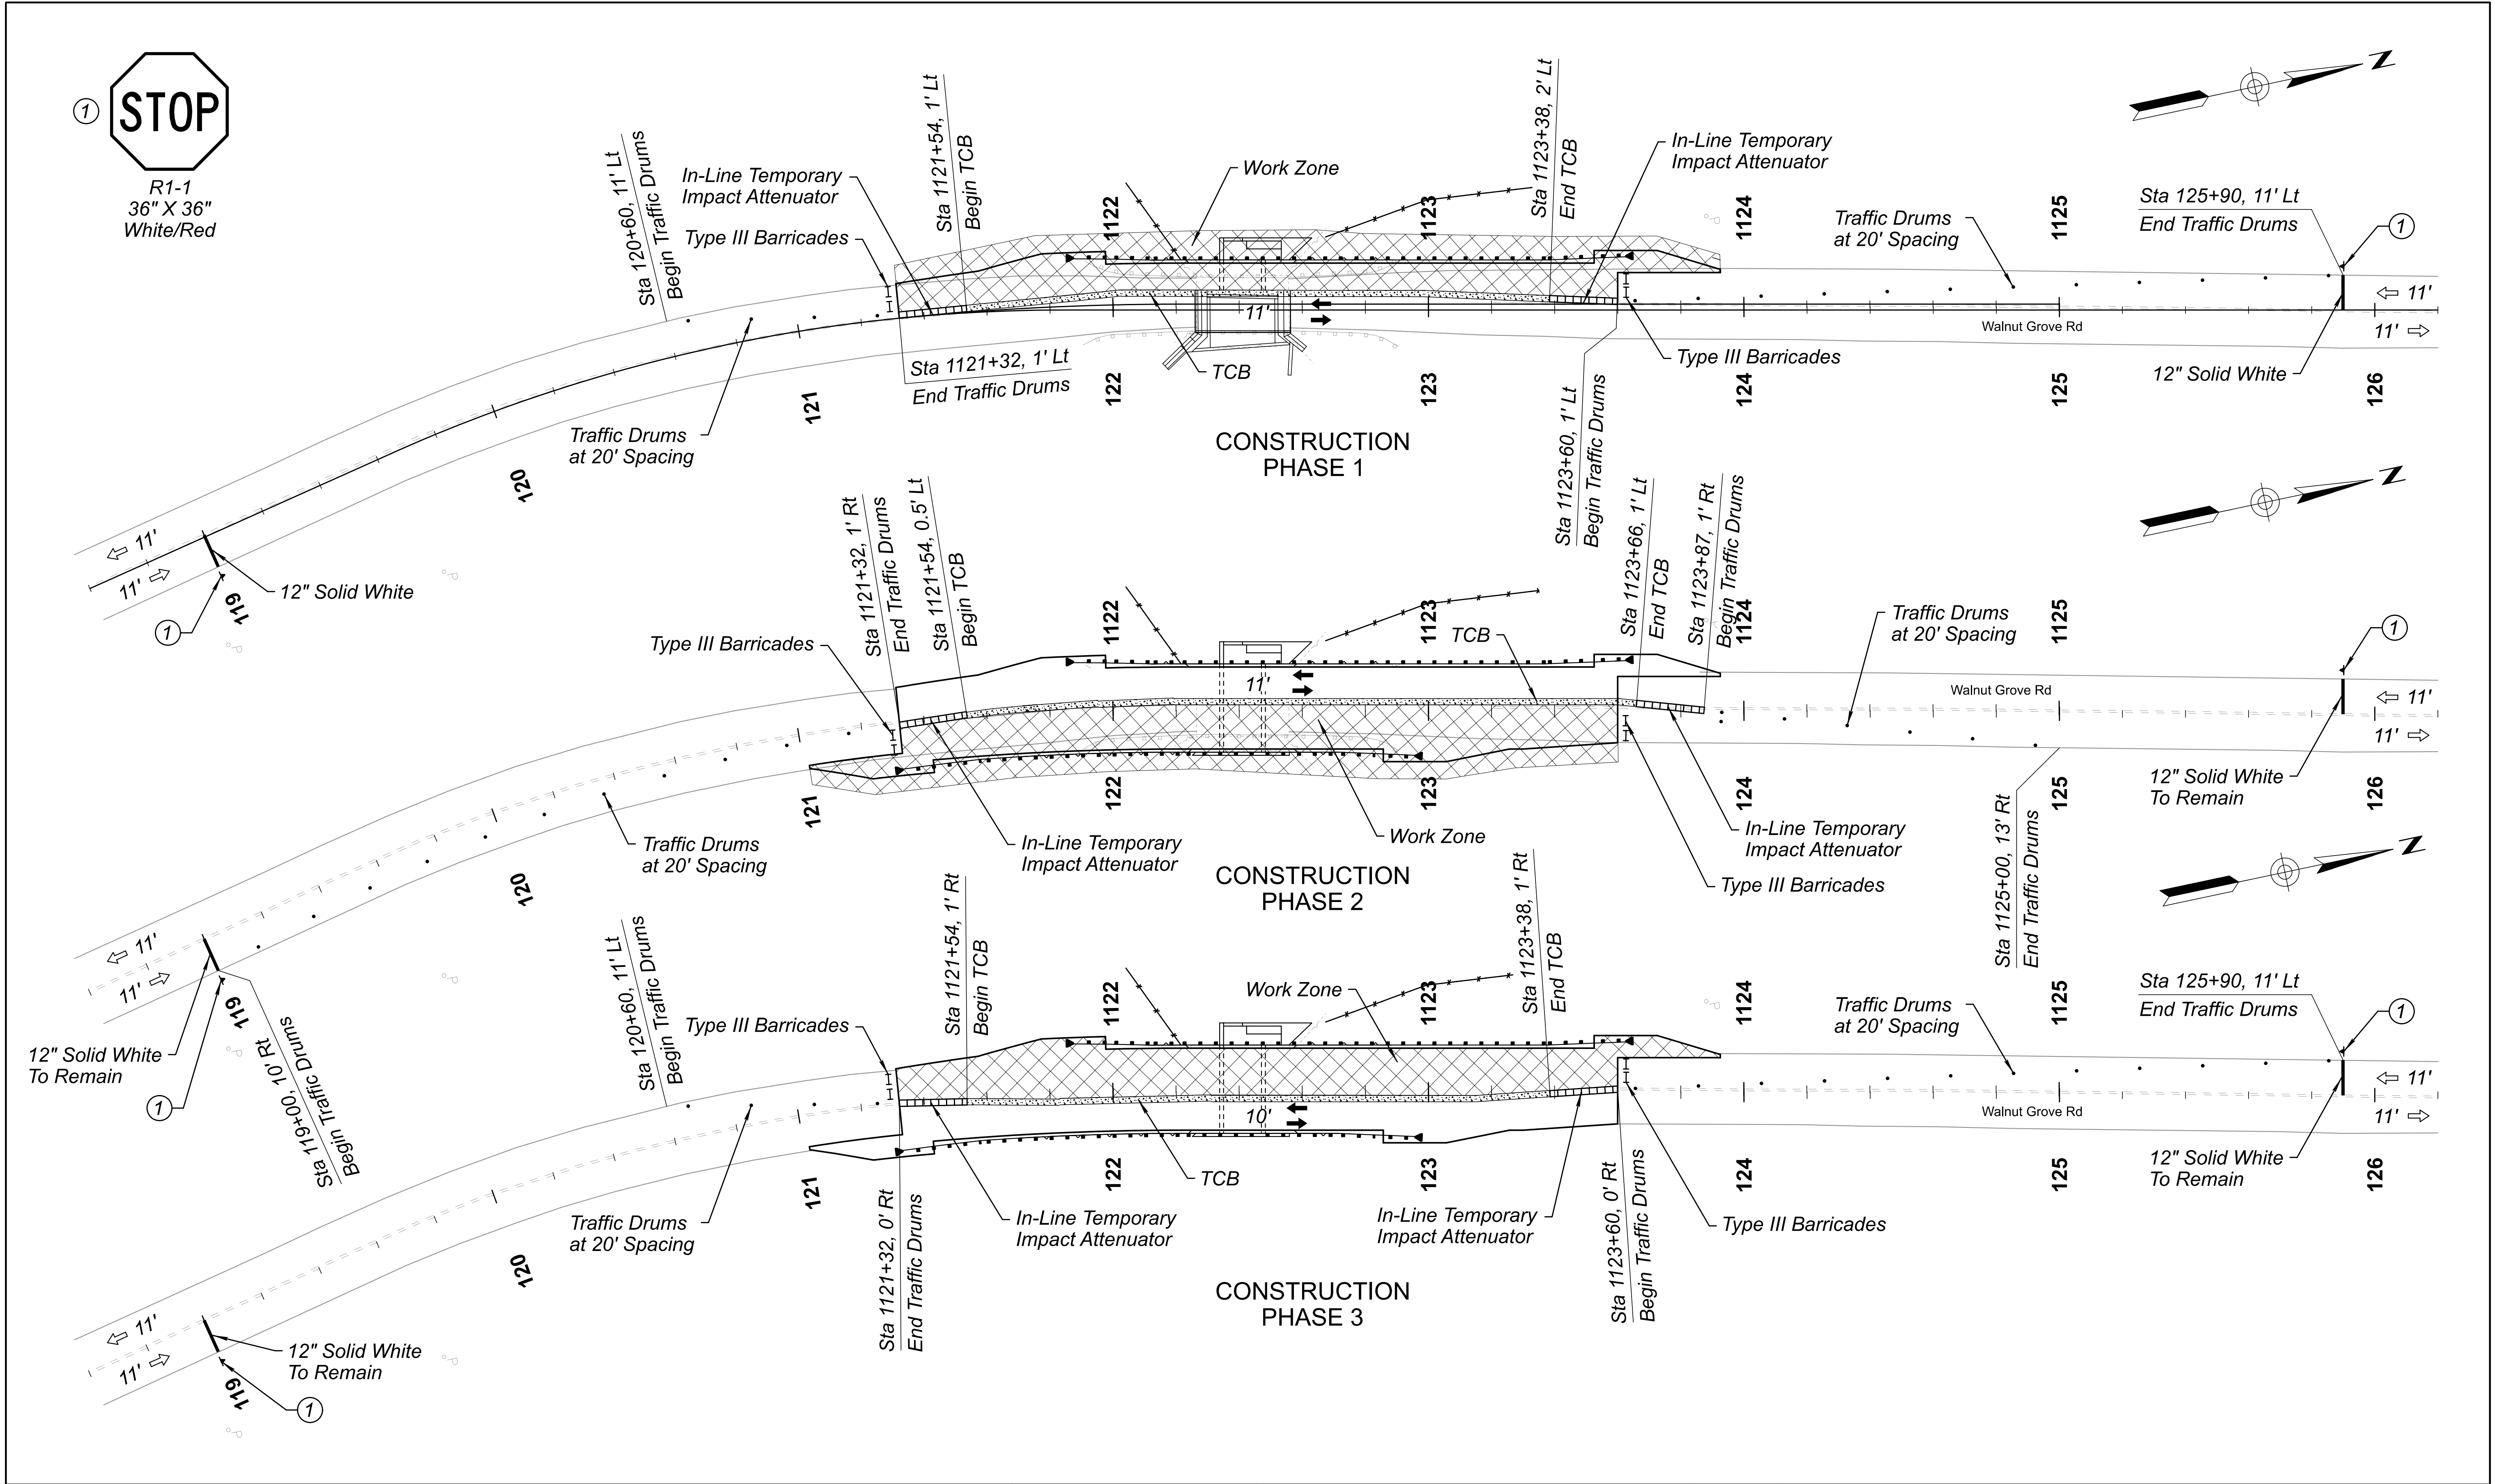 1
STOP
R1-1
36" X 36"
White/Red
Sta 120+60, 11' Lt
Begin Traffic Drums
In-Line Temporary
Impact Attenuator
Type III Barricades
Sta 1121+54, 1' Lt
Begin TCB
1122
Work Zone
1123
Sta 1123+38, 2' Lt
End TCB
In-Line Temporary
Impact Attenuator
1124
Traffic Drums
at 20' Spacing
1125
Sta 125+90, 11' Lt
End Traffic Drums
1
N
11'
11'
11'
Walnut Grove Rd
Sta 1121+32, 1' Lt
End Traffic Drums
TCB
Type III Barricades
12" Solid White
121
122
123
124
125
126
Traffic Drums
at 20' Spacing
120
Sta 1123+60, 1' Lt
Begin Traffic Drums
CONSTRUCTION
PHASE 1
11'
11'
12" Solid White
119
1
N
Sta 1121+32, 1' Rt
End Traffic Drums
Sta 1121+54, 0.5' Lt
Begin TCB
Type III Barricades
1122
1123
TCB
Sta 1123+66, 1' Lt
End TCB
Sta 1123+87, 1' Rt
Begin Traffic Drums
1124
Traffic Drums
at 20' Spacing
1125
1
11'
Walnut Grove Rd
11'
11'
12" Solid White
To Remain
121
122
123
124
125
126
Traffic Drums
at 20' Spacing
In-Line Temporary
Impact Attenuator
Work Zone
In-Line Temporary
Impact Attenuator
Type III Barricades
Sta 1125+00, 13' Rt
End Traffic Drums
120
CONSTRUCTION
PHASE 2
11'
11'
119
12" Solid White
To Remain
1
Sta 119+00, 10' Rt
Begin Traffic Drums
N
Sta 120+60, 11' Lt
Begin Traffic Drums
Type III Barricades
Sta 1121+54, 1' Rt
Begin TCB
1122
Work Zone
1123
Sta 1123+38, 1' Rt
End TCB
1124
Traffic Drums
at 20' Spacing
1125
Sta 125+90, 11' Lt
End Traffic Drums
1
10'
11'
11'
Walnut Grove Rd
12" Solid White
To Remain
121
122
123
124
125
126
TCB
Traffic Drums
at 20' Spacing
Sta 1121+32, 0' Rt
End Traffic Drums
In-Line Temporary
Impact Attenuator
In-Line Temporary
Impact Attenuator
Sta 1123+60, 0' Rt
Begin Traffic Drums
Type III Barricades
120
CONSTRUCTION
PHASE 3
11'
11'
12" Solid White
To Remain
119
1